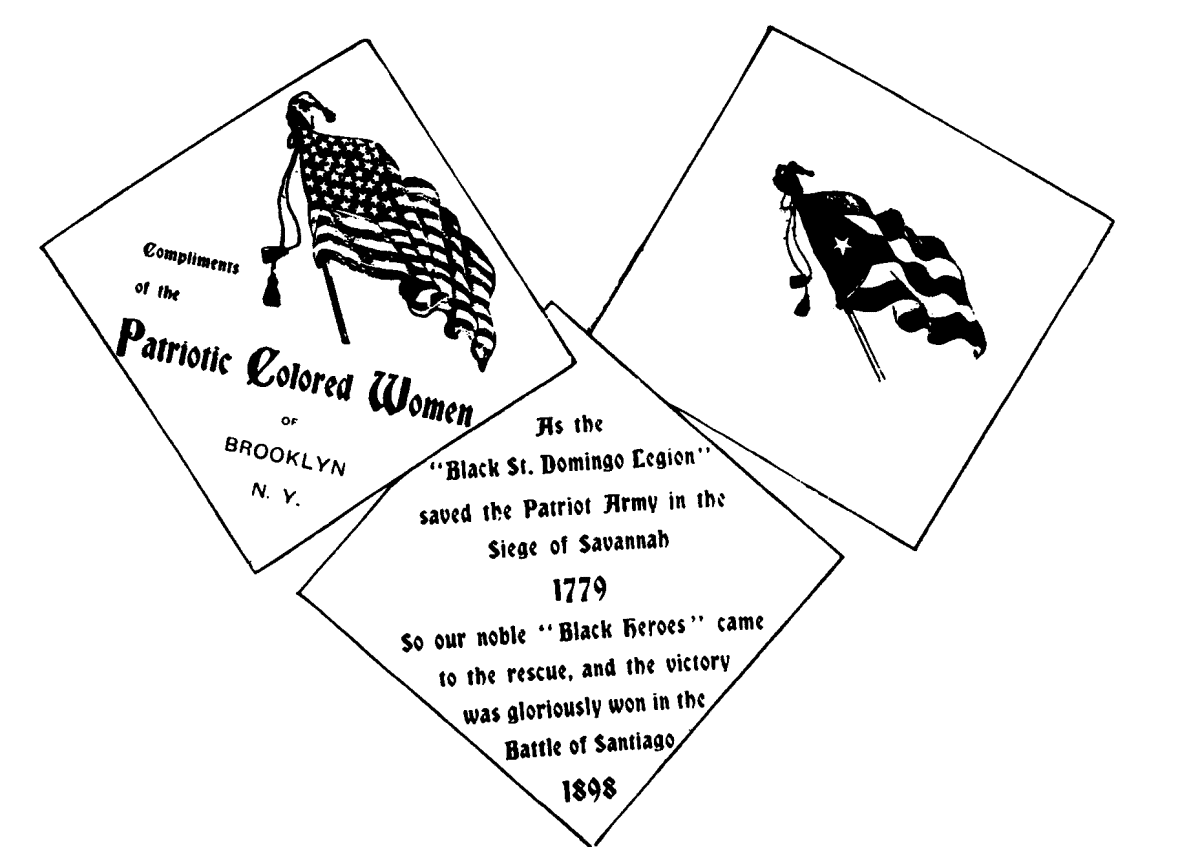 Compliments
of the
Patriotic Colored Women
OF
BROOKLYN
N. Y.
As the
"Black St. Domingo Legion"
saved the Patriot Army in the
Siege of Savannah
1779
So our noble "Black Heroes" came
to the rescue, and the victory
was gloriously won in the
Battle of Santiago
1898